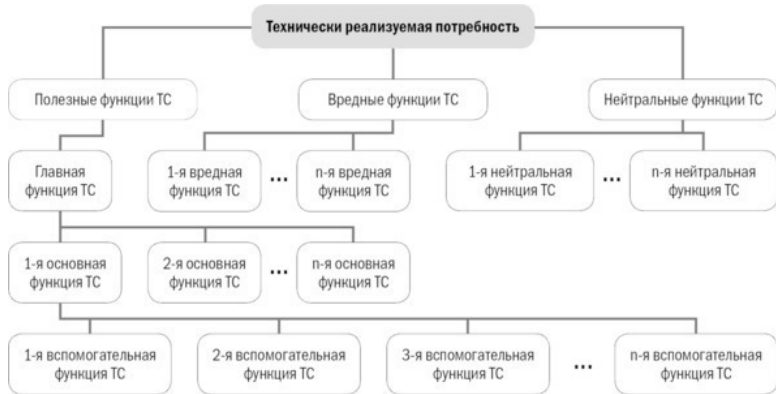 Технически реализуемая потребность
Полезные функции ТС
Вредные функции ТС
Нейтральные функции ТС
Главная
функция ТС
1-я вредная
функция ТС
...
n-я вредная
функция ТС
1-я нейтральная
функция ТС
...
n-я нейтральная
функция ТС
1-я основная
функция ТС
2-я основная
функция ТС
...
n-я основная
функция ТС
1-я вспомогательная
функция ТС
2-я вспомогательная
функция ТС
3-я вспомогательная
функция ТС
...
n-я вспомогательная
функция ТС